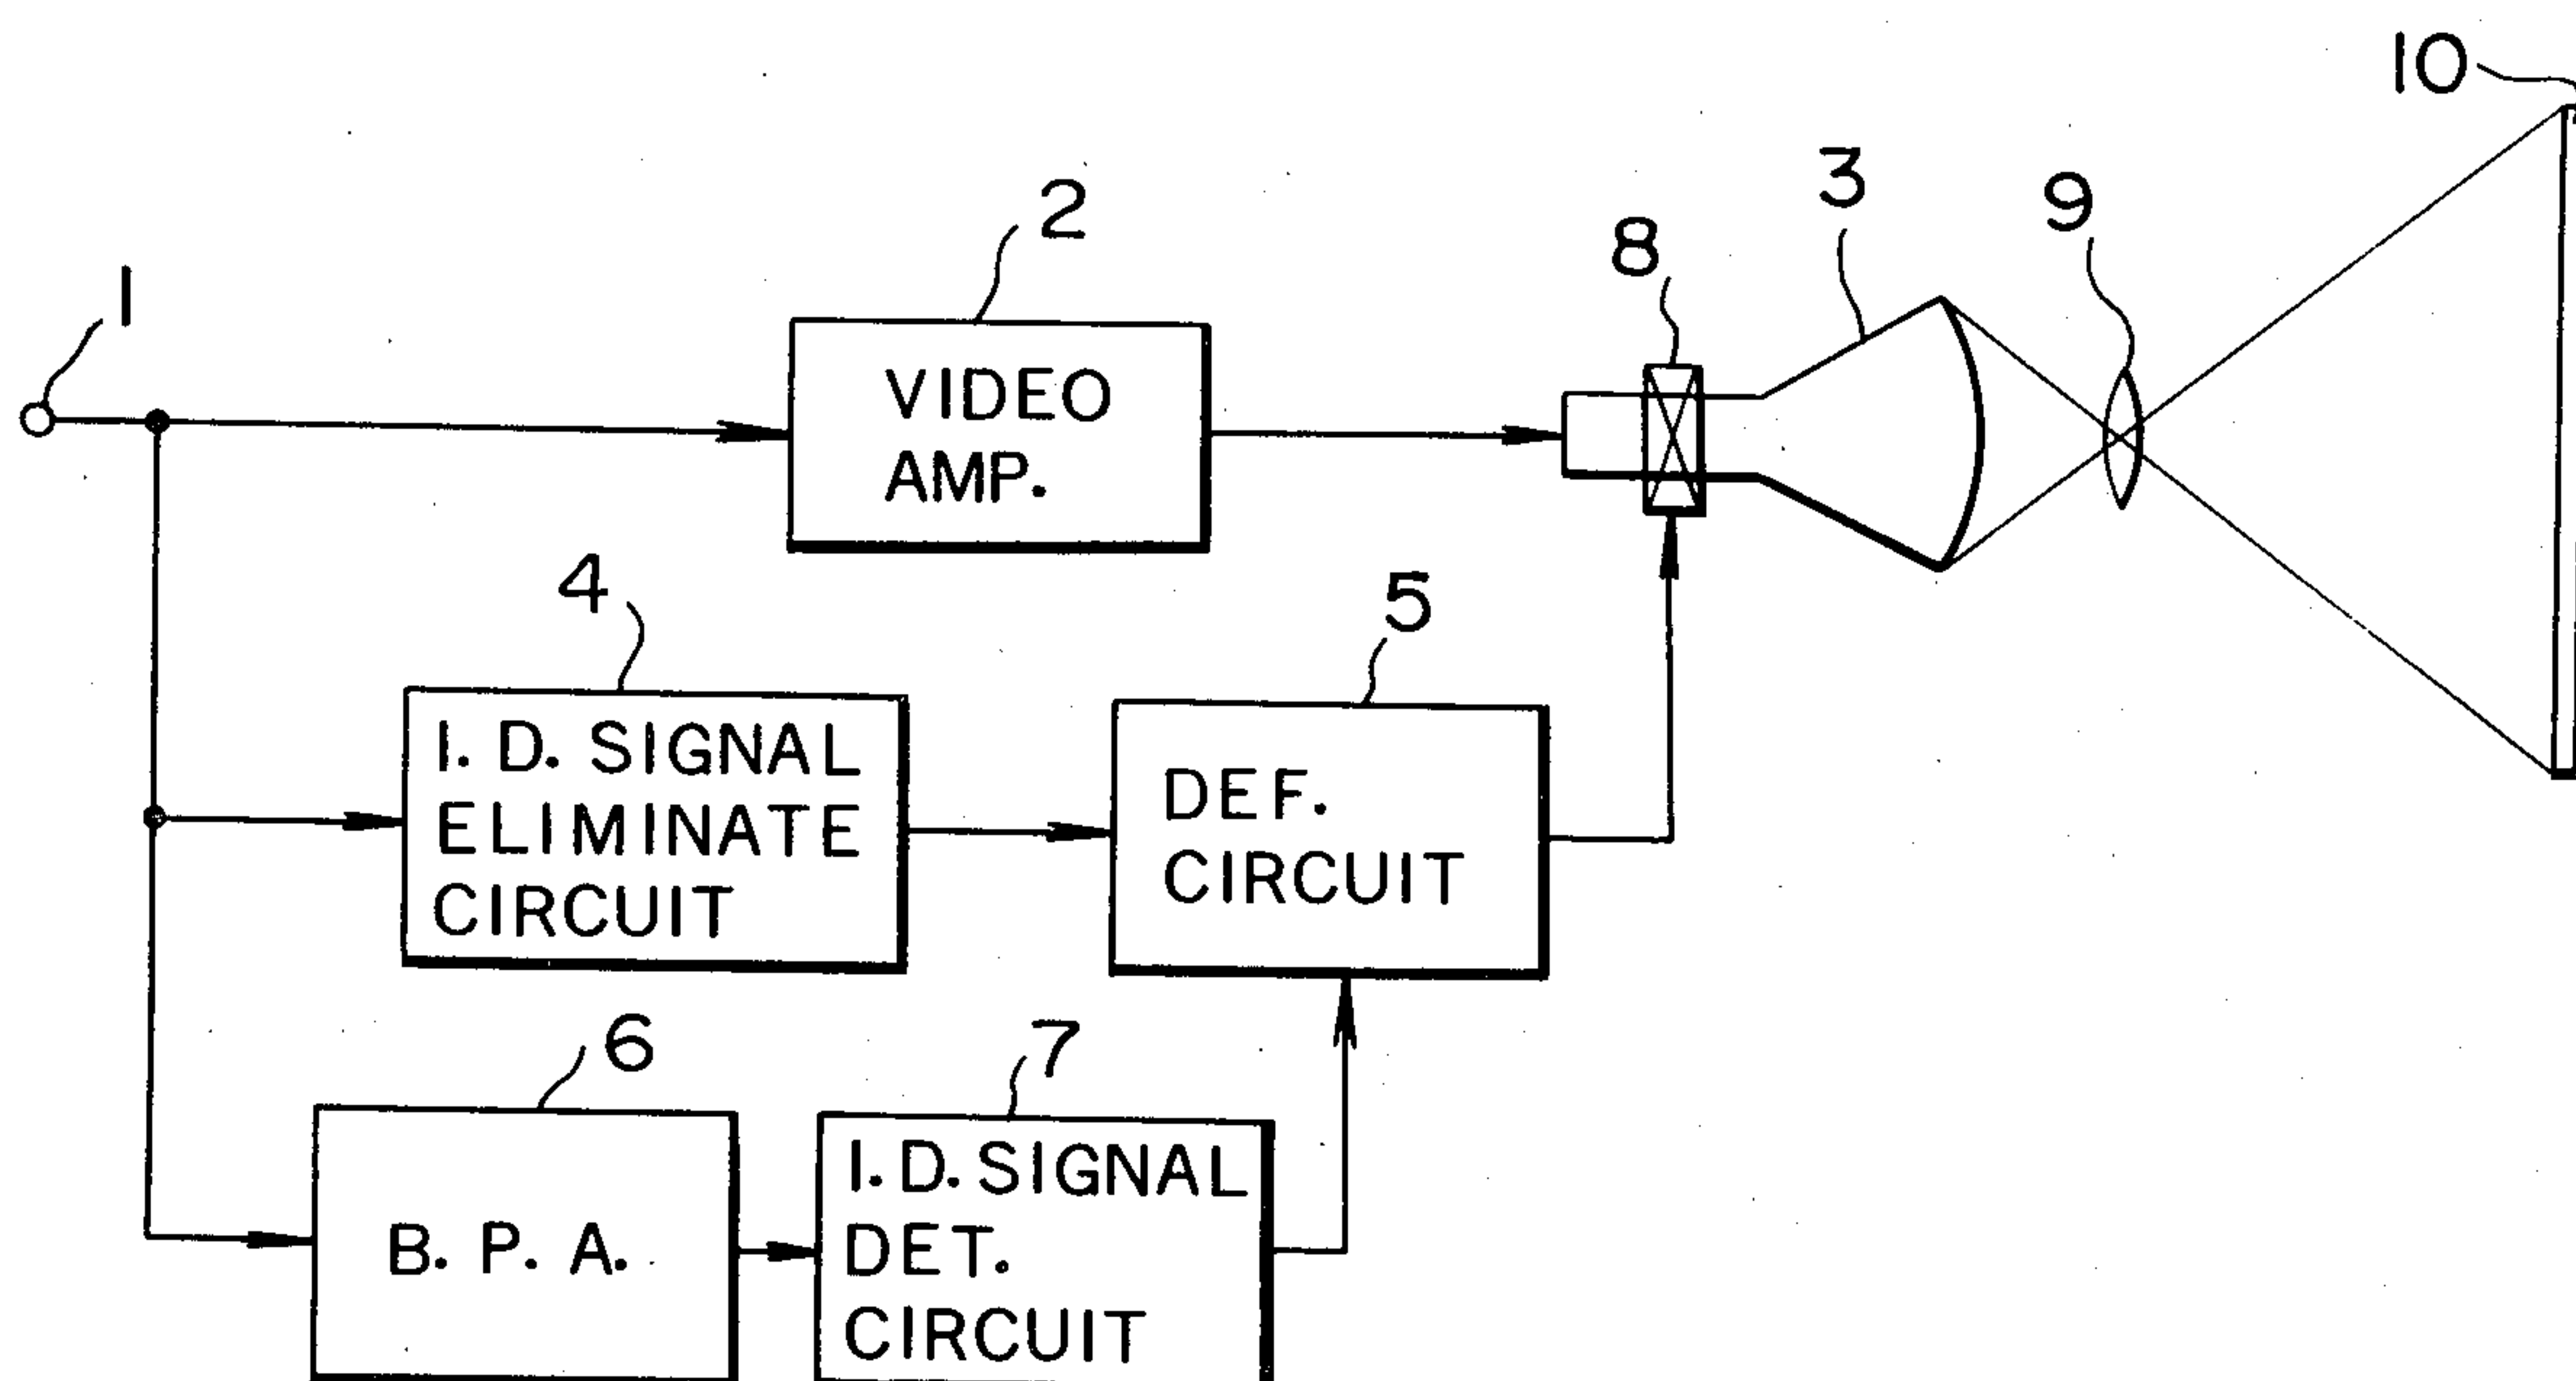 10
3
9
2
8
1
VIDEO
AMP.
4
5
I. D. SIGNAL
ELIMINATE
CIRCUIT
DEF.
CIRCUIT
6
7
B. P. A.
I. D. SIGNAL
DET.
CIRCUIT